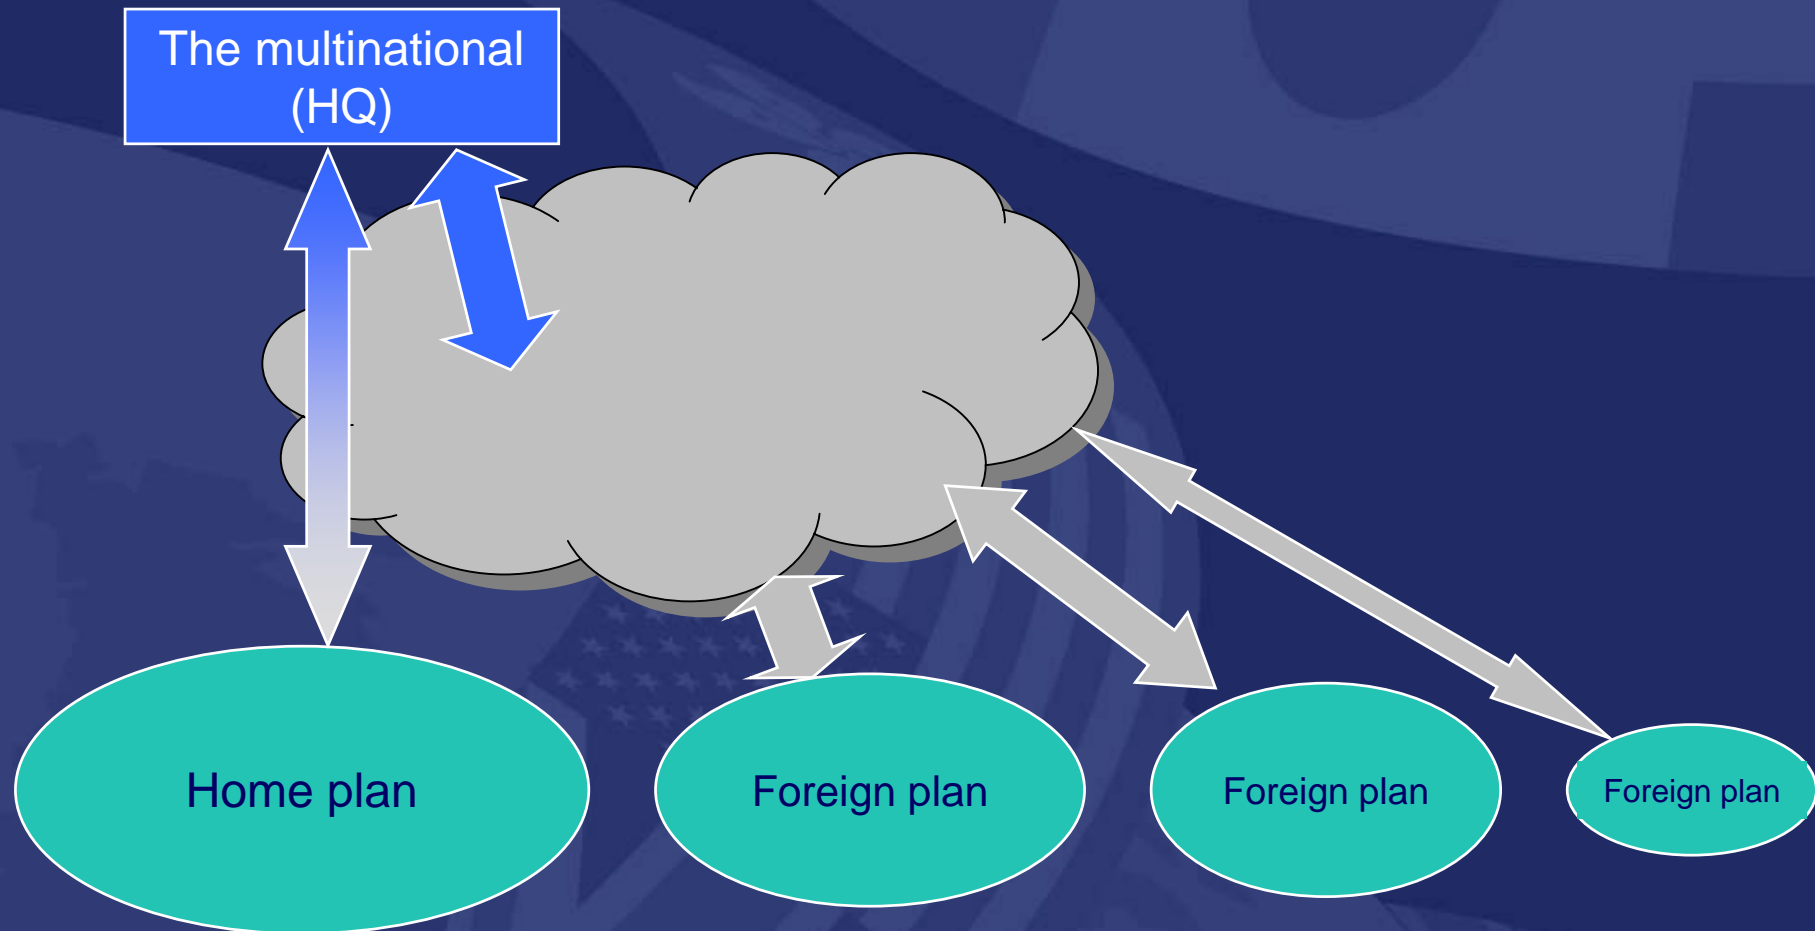 The multinational
(HQ)
Home plan
Foreign plan
Foreign plan
Foreign plan